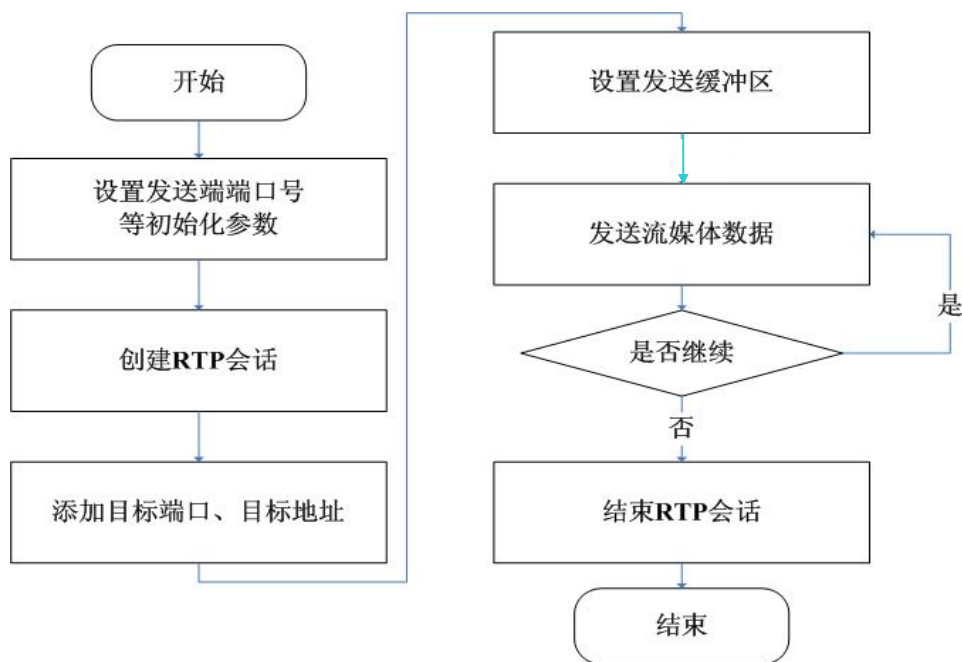 开始
设置发送端端口号
等初始化参数
创建RTP会话
添加目标端口、目标地址
设置发送缓冲区
发送流媒体数据
是否继续
是
否
结束RTP会话
结束